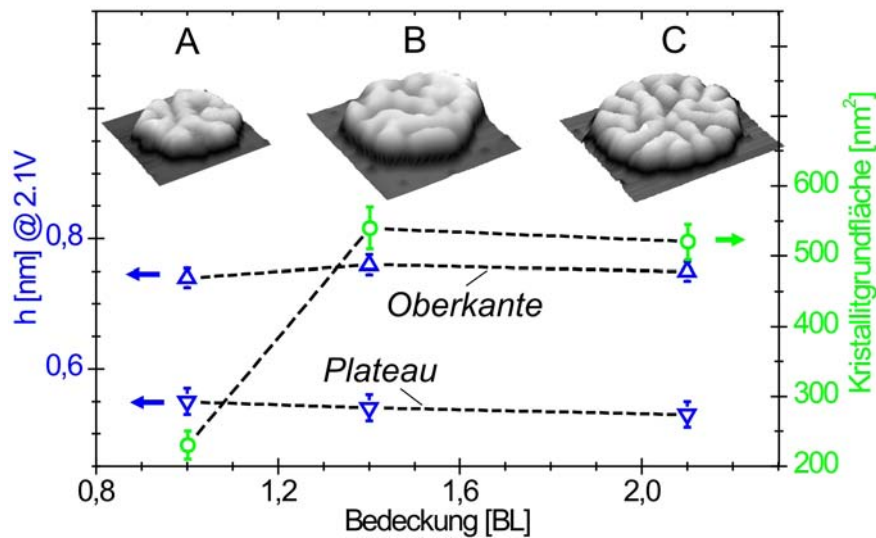 A
B
C
h [nm] @ 2.1V
0,8
0,6
Oberkante
Plateau
Kristallitgrundfläche [nm²]
600
500
400
300
200
0,8
1,2
1,6
2,0
Bedeckung [BL]